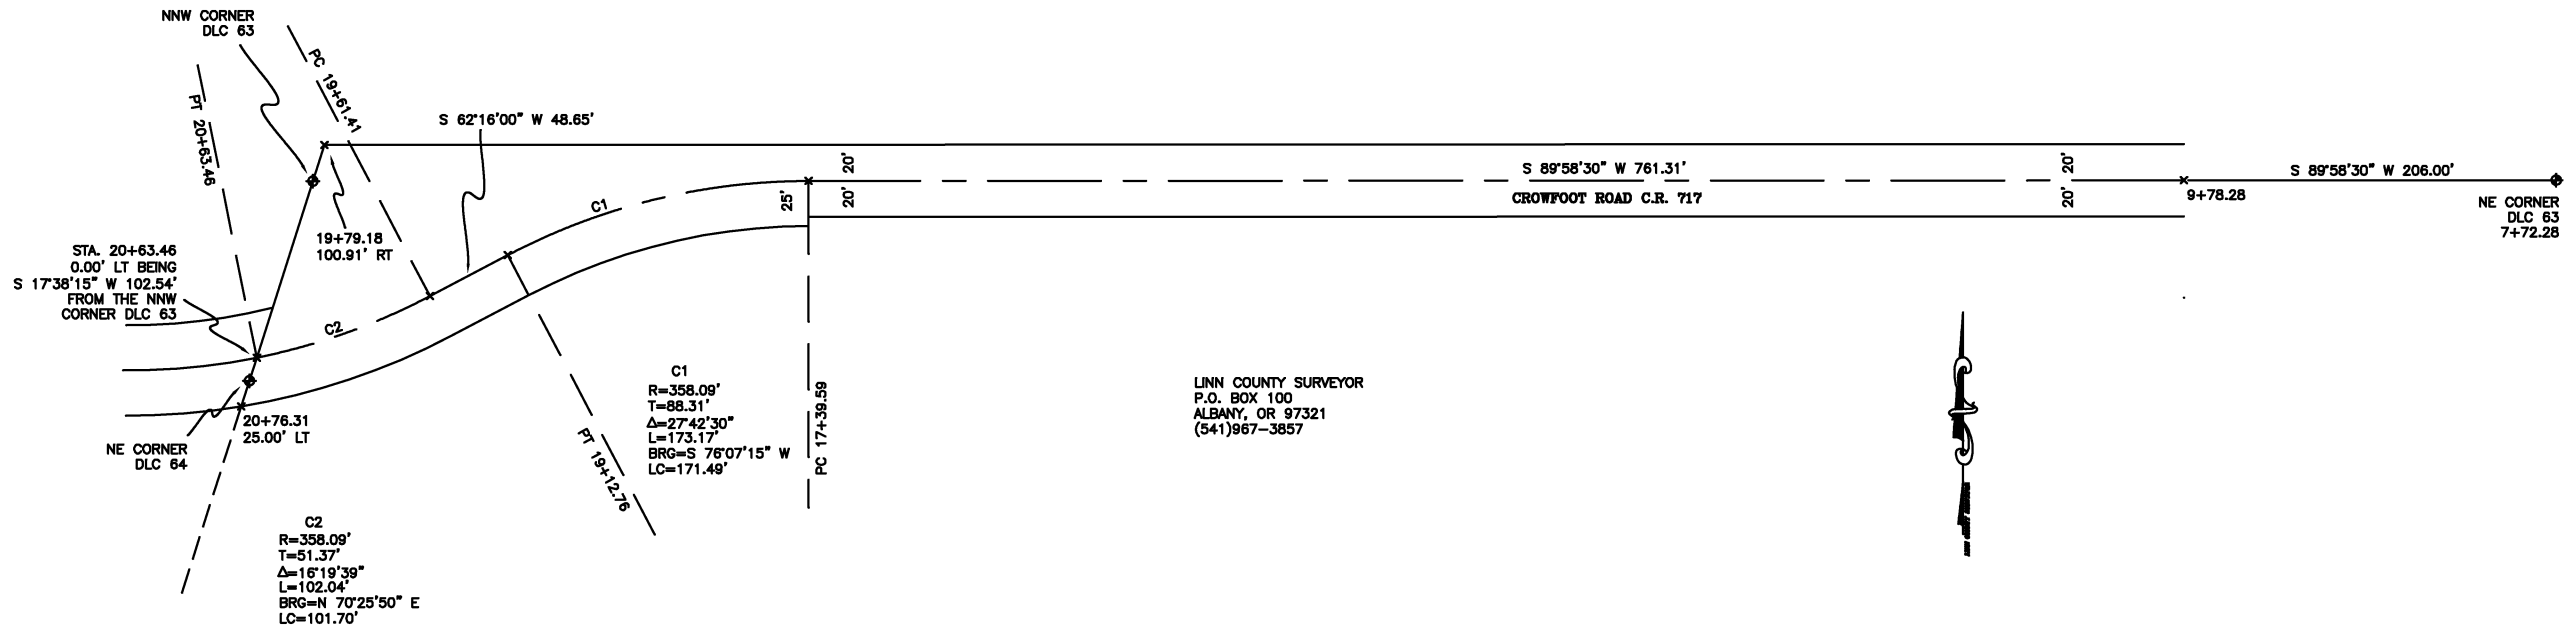 NNW CORNER
DLC 63
PC 19+61.41
PT 20+63.46
S 62°16'00" W 48.65'
20'
20'
25'
S 89°58'30" W 761.31'
CROWFOOT ROAD C.R. 717
20'
20'
S 89°58'30" W 206.00'
9+78.28
NE CORNER
DLC 63
7+72.28
C1
19+79.18
100.91' RT
STA. 20+63.46
0.00' LT BEING
S 17°38'15" W 102.54'
FROM THE NNW
CORNER DLC 63
C2
20+76.31
25.00' LT
NE CORNER
DLC 64
PT 19+12.76
C1
R=358.09'
T=88.31'
Δ=27°42'30"
L=173.17'
BRG=S 76°07'15" W
LC=171.49'
PC 17+39.59
LINN COUNTY SURVEYOR
P.O. BOX 100
ALBANY, OR 97321
(541)967-3857
C2
R=358.09'
T=51.37'
Δ=16°19'39"
L=102.04'
BRG=N 70°25'50" E
LC=101.70'